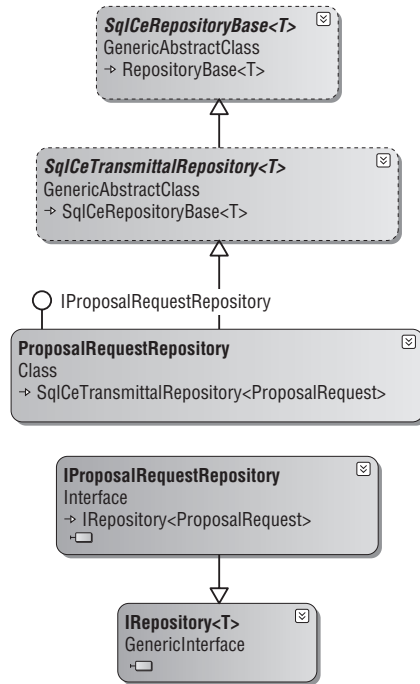 SqlCeRepositoryBase<T>
GenericAbstractClass
→ RepositoryBase<T>
SqlCeTransmittalRepository<T>
GenericAbstractClass
→ SqlCeRepositoryBase<T>
IProposalRequestRepository
ProposalRequestRepository
Class
→ SqlCeTransmittalRepository<ProposalRequest>
IProposalRequestRepository
Interface
→ IRepository<ProposalRequest>
IRepository<T>
GenericInterface